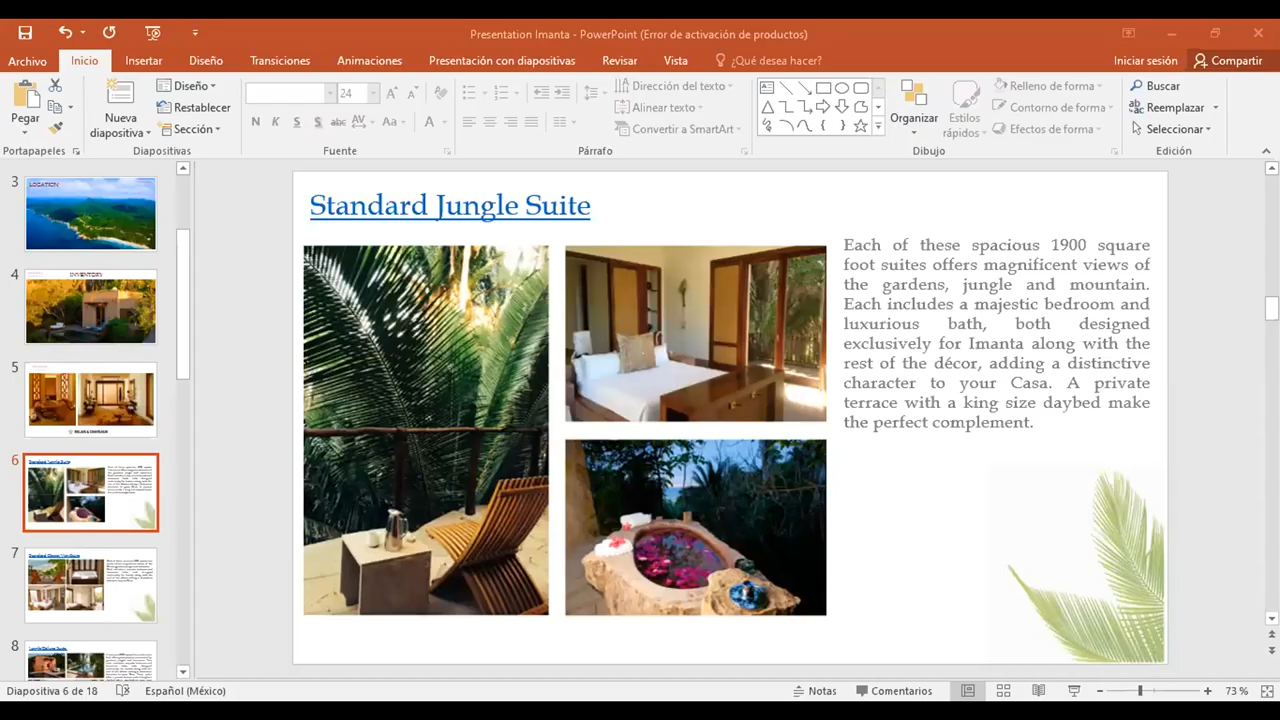 Presentation Imanta - PowerPoint (Error de activación de productos)
Archivo Inicio Insertar Diseño Transiciones Animaciones Presentación con diapositivas Revisar Vista ¿Qué desea hacer? Iniciar sesión Compartir
Pegar
Nueva
diapositiva
Diseño
Restablecer
Sección
24
N K S S abc AV Aa A
Dirección del texto
Alinear texto
Convertir a SmartArt
Organizar
Estilos
rápidos
Relleno de forma
Contorno de forma
Efectos de forma
Buscar
Reemplazar
Seleccionar
Portapapeles Diapositivas Fuente Párrafo Dibujo Edición
3
LOCATION
4
INVENTORY
5
6
7
8
Standard Jungle Suite
Each of these spacious 1900 square
foot suites offers magnificent views of
the gardens, jungle and mountain.
Each includes a majestic bedroom and
luxurious bath, both designed
exclusively for Imanta along with the
rest of the décor, adding a distinctive
character to your Casa. A private
terrace with a king size daybed make
the perfect complement.
Diapositiva 6 de 18 Español (México) Notas Comentarios 73 %